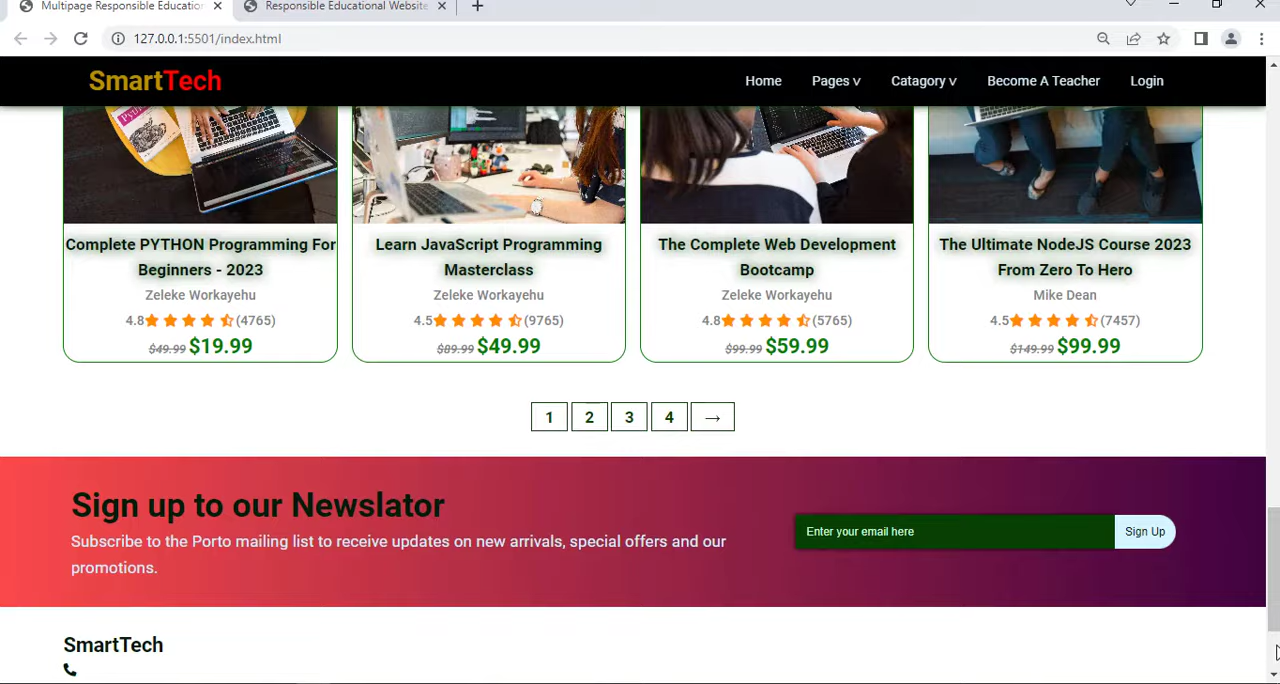 Multipage Responsible Educatio
Responsible Educational Website
127.0.0.1:5501/index.html
SmartTech
Home
Pages v
Catagory v
Become A Teacher
Login
Complete PYTHON Programming For
Beginners - 2023
Zeleke Workayehu
4.8 (4765)
$49.99 $19.99
Learn JavaScript Programming
Masterclass
Zeleke Workayehu
4.5 (9765)
$89.99 $49.99
The Complete Web Development
Bootcamp
Zeleke Workayehu
4.8 (5765)
$99.99 $59.99
The Ultimate NodeJS Course 2023
From Zero To Hero
Mike Dean
4.5 (7457)
$149.99 $99.99
1 2 3 4 →
Sign up to our Newslator
Subscribe to the Porto mailing list to receive updates on new arrivals, special offers and our
promotions.
Enter your email here
Sign Up
SmartTech